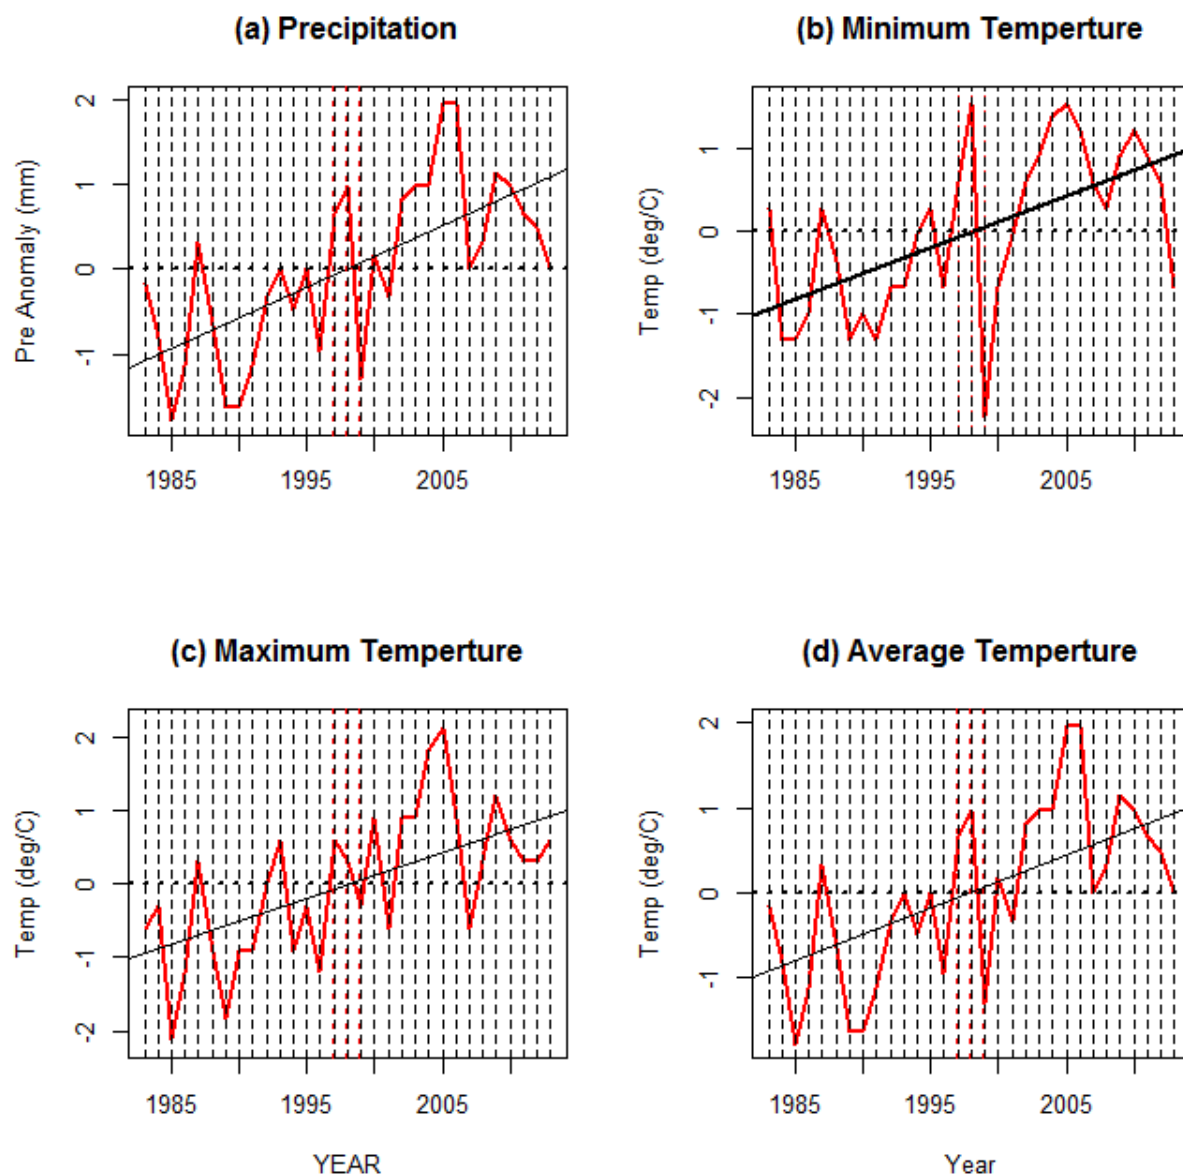 (a) Precipitation
Pre Anomaly (mm)
2
1
0
-1
1985 1995 2005
(b) Minimum Temperture
Temp (deg/C)
1
0
-1
-2
1985 1995 2005
(c) Maximum Temperture
Temp (deg/C)
2
1
0
-1
-2
1985 1995 2005
YEAR
(d) Average Temperture
Temp (deg/C)
2
1
0
-1
1985 1995 2005
Year